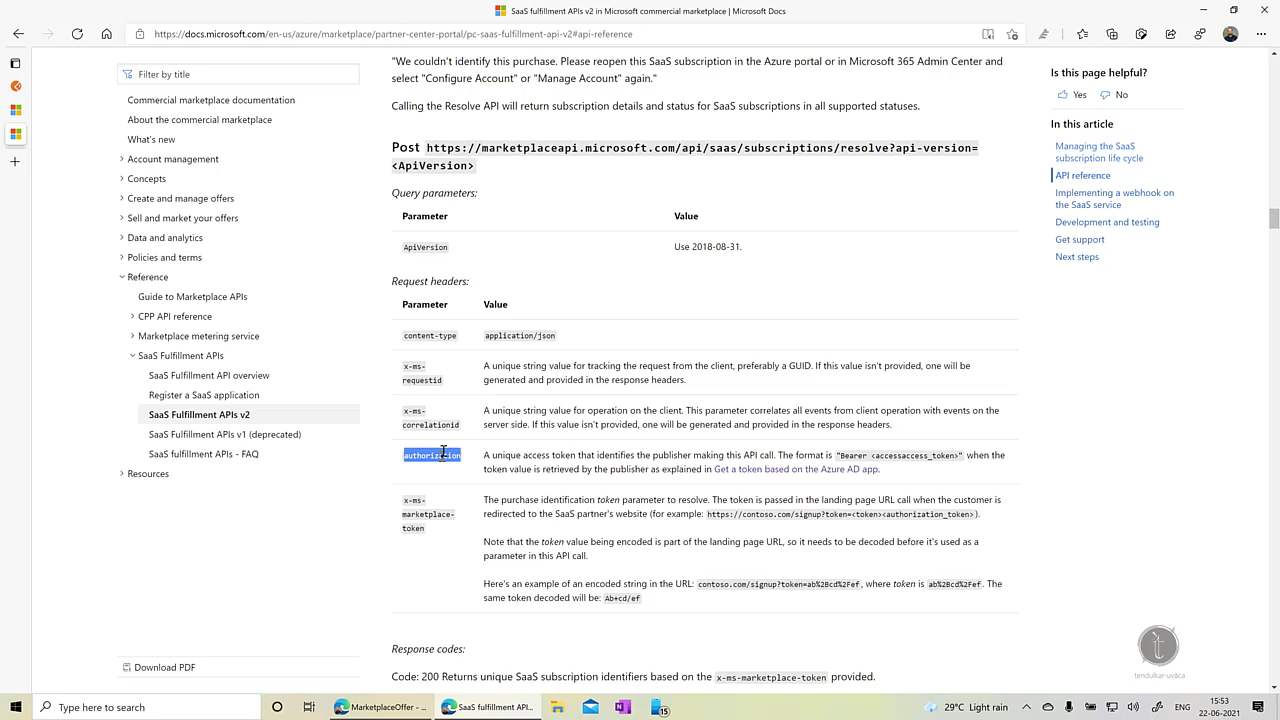 SaaS fulfillment APIs v2 in Microsoft commercial marketplace | Microsoft Docs
https://docs.microsoft.com/en-us/azure/marketplace/partner-center-portal/pc-saas-fulfillment-api-v2#api-reference
Filter by title
Commercial marketplace documentation
About the commercial marketplace
What's new
Account management
Concepts
Create and manage offers
Sell and market your offers
Data and analytics
Policies and terms
Reference
Guide to Marketplace APIs
CPP API reference
Marketplace metering service
SaaS Fulfillment APIs
SaaS Fulfillment API overview
Register a SaaS application
SaaS Fulfillment APIs v2
SaaS Fulfillment APIs v1 (deprecated)
SaaS fulfillment APIs - FAQ
Resources
Download PDF
"We couldn't identify this purchase. Please reopen this SaaS subscription in the Azure portal or in Microsoft 365 Admin Center and
select "Configure Account" or "Manage Account" again."
Calling the Resolve API will return subscription details and status for SaaS subscriptions in all supported statuses.
Post https://marketplaceapi.microsoft.com/api/saas/subscriptions/resolve?api-version=
<ApiVersion>
Query parameters:
Parameter Value
ApiVersion Use 2018-08-31.
Request headers:
Parameter Value
content-type application/json
x-ms-
requestid
A unique string value for tracking the request from the client, preferably a GUID. If this value isn't provided, one will be
generated and provided in the response headers.
x-ms-
correlationid
A unique string value for operation on the client. This parameter correlates all events from client operation with events on the
server side. If this value isn't provided, one will be generated and provided in the response headers.
authorization
A unique access token that identifies the publisher making this API call. The format is "Bearer <accessaccess_token>" when the
token value is retrieved by the publisher as explained in Get a token based on the Azure AD app.
x-ms-
marketplace-
token
The purchase identification token parameter to resolve. The token is passed in the landing page URL call when the customer is
redirected to the SaaS partner's website (for example: https://contoso.com/signup?token=<token><authorization_token>).
Note that the token value being encoded is part of the landing page URL, so it needs to be decoded before it's used as a
parameter in this API call.
Here's an example of an encoded string in the URL: contoso.com/signup?token=ab%2Bcd%2Fef, where token is ab%2Bcd%2Fef. The
same token decoded will be: Ab+cd/ef
Response codes:
Code: 200 Returns unique SaaS subscription identifiers based on the x-ms-marketplace-token provided.
Is this page helpful?
Yes No
In this article
Managing the SaaS
subscription life cycle
API reference
Implementing a webhook on
the SaaS service
Development and testing
Get support
Next steps
t
tendulkar-uvāca
Type here to search
MarketplaceOffer - ...
SaaS fulfillment API...
15
29°C Light rain
ENG
15:53
22-06-2021